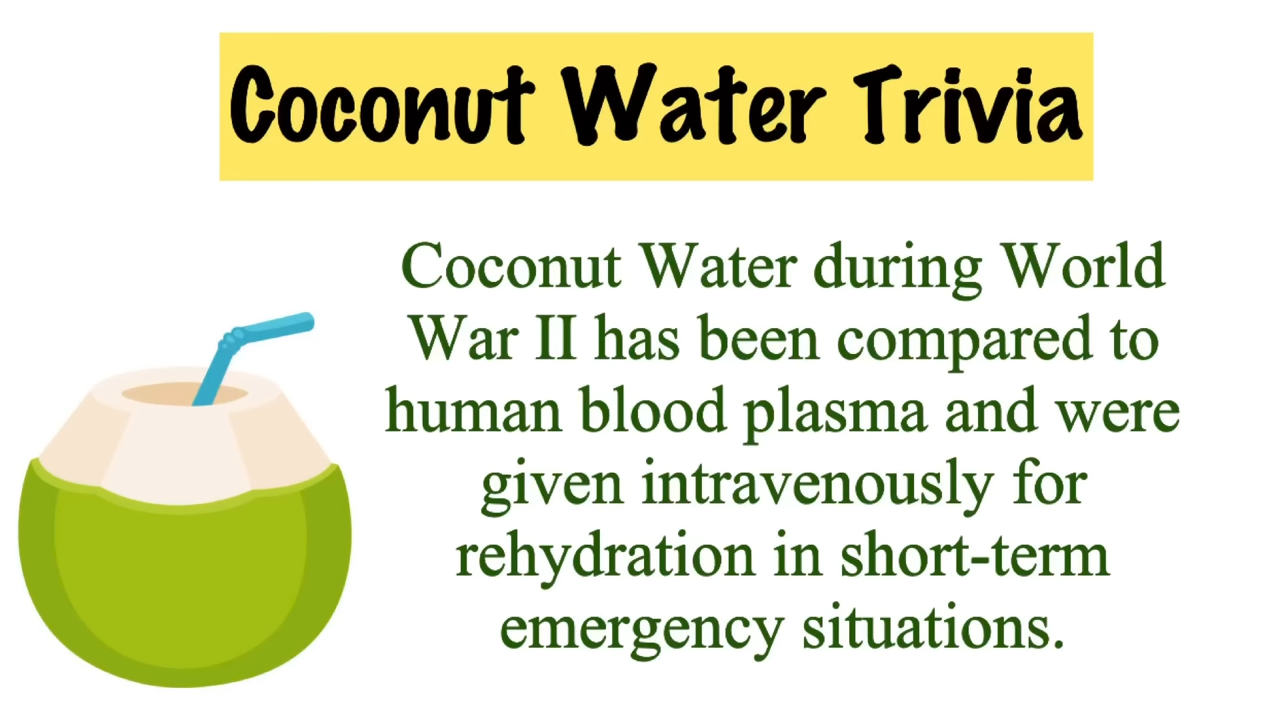 Coconut Water Trivia
Coconut Water during World
War II has been compared to
human blood plasma and were
given intravenously for
rehydration in short-term
emergency situations.